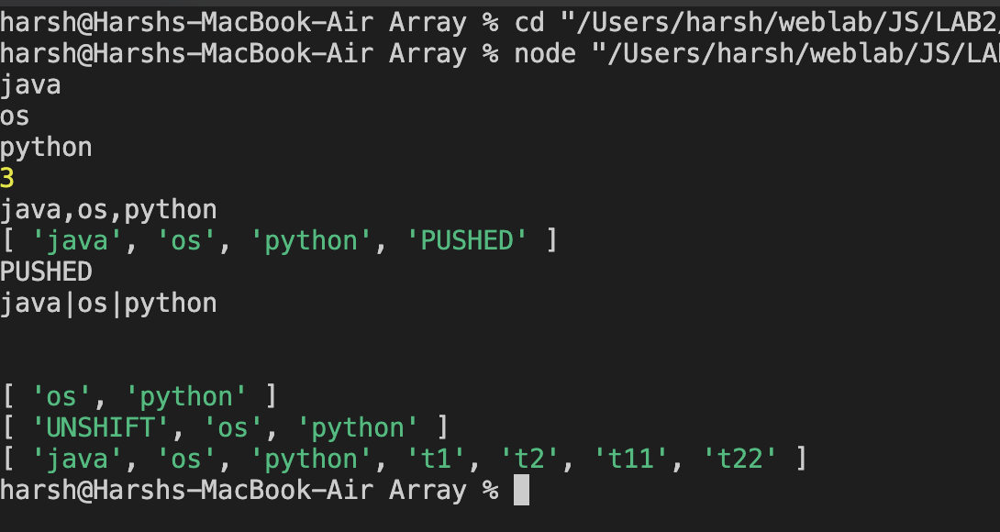 harsh@Harshs-MacBook-Air Array % cd "/Users/harsh/weblab/JS/LAB2/
harsh@Harshs-MacBook-Air Array % node "/Users/harsh/weblab/JS/LA
java
os
python
3
java,os,python
[ 'java', 'os', 'python', 'PUSHED' ]
PUSHED
java|os|python
[ 'os', 'python' ]
[ 'UNSHIFT', 'os', 'python' ]
[ 'java', 'os', 'python', 't1', 't2', 't11', 't22' ]
harsh@Harshs-MacBook-Air Array %